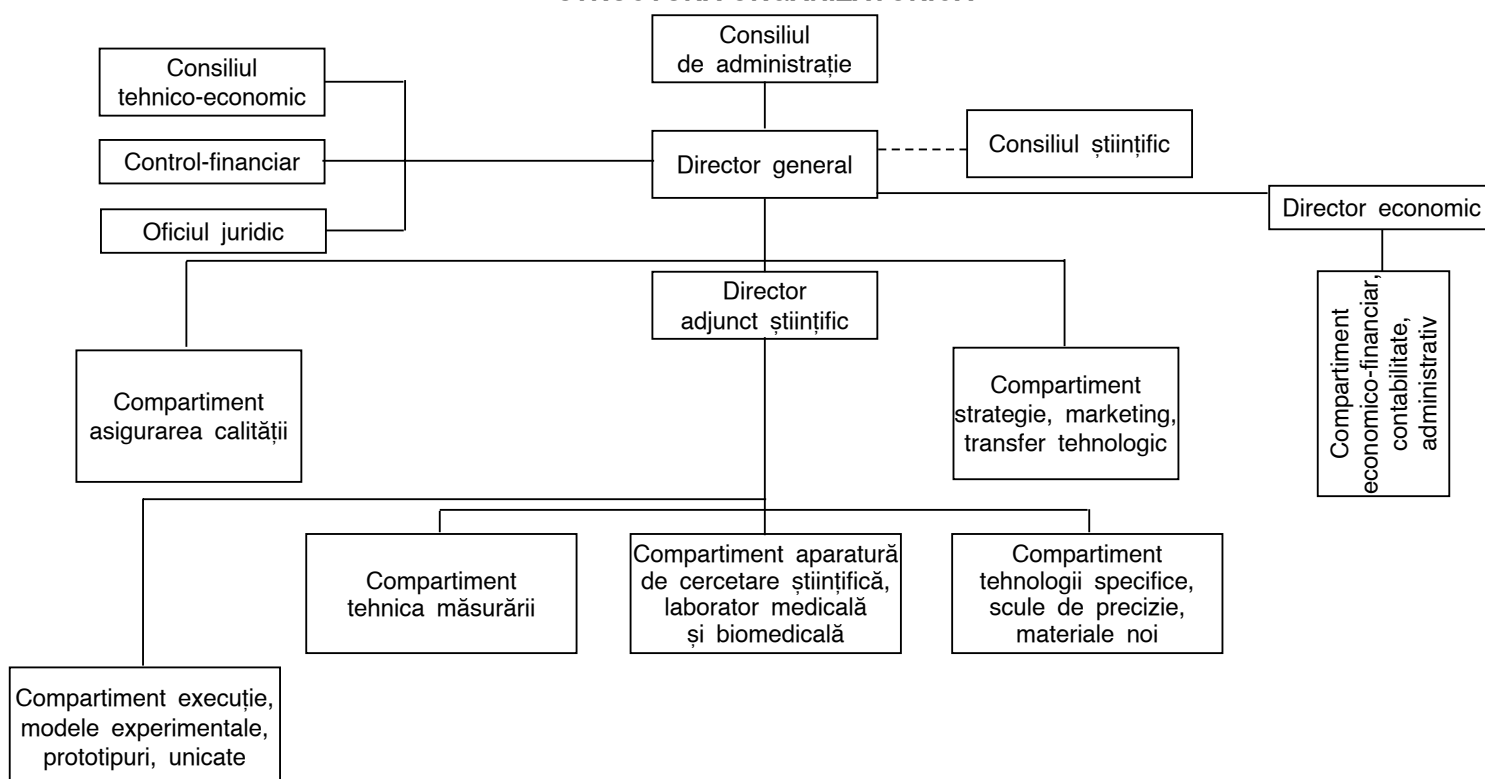 Consiliul
de administrație
Consiliul
tehnico-economic
Control-financiar
Director general
Consiliul științific
Director economic
Oficiul juridic
Director
adjunct științific
Compartiment
economico-financiar,
contabilitate,
administrativ
Compartiment
asigurarea calității
Compartiment
strategie, marketing,
transfer tehnologic
Compartiment
tehnica măsurării
Compartiment aparatură
de cercetare științifică,
laborator medicală
și biomedicală
Compartiment
tehnologii specifice,
scule de precizie,
materiale noi
Compartiment execuție,
modele experimentale,
prototipuri, unicate